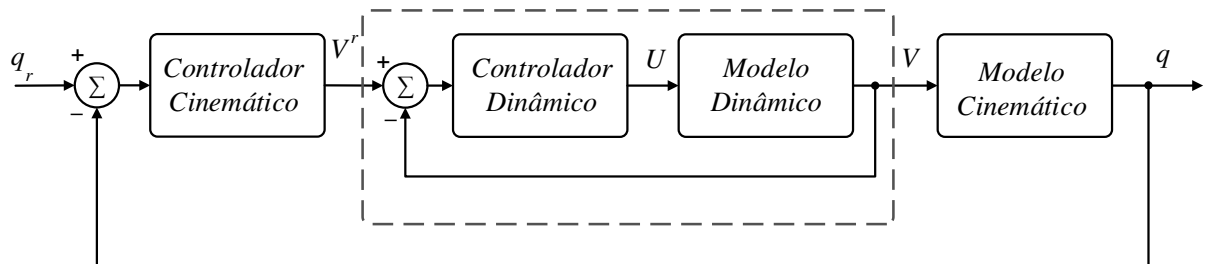 q_r
+
Σ
−
Controlador
Cinemático
V^r
+
Σ
−
Controlador
Dinâmico
U
Modelo
Dinâmico
V
Modelo
Cinemático
q